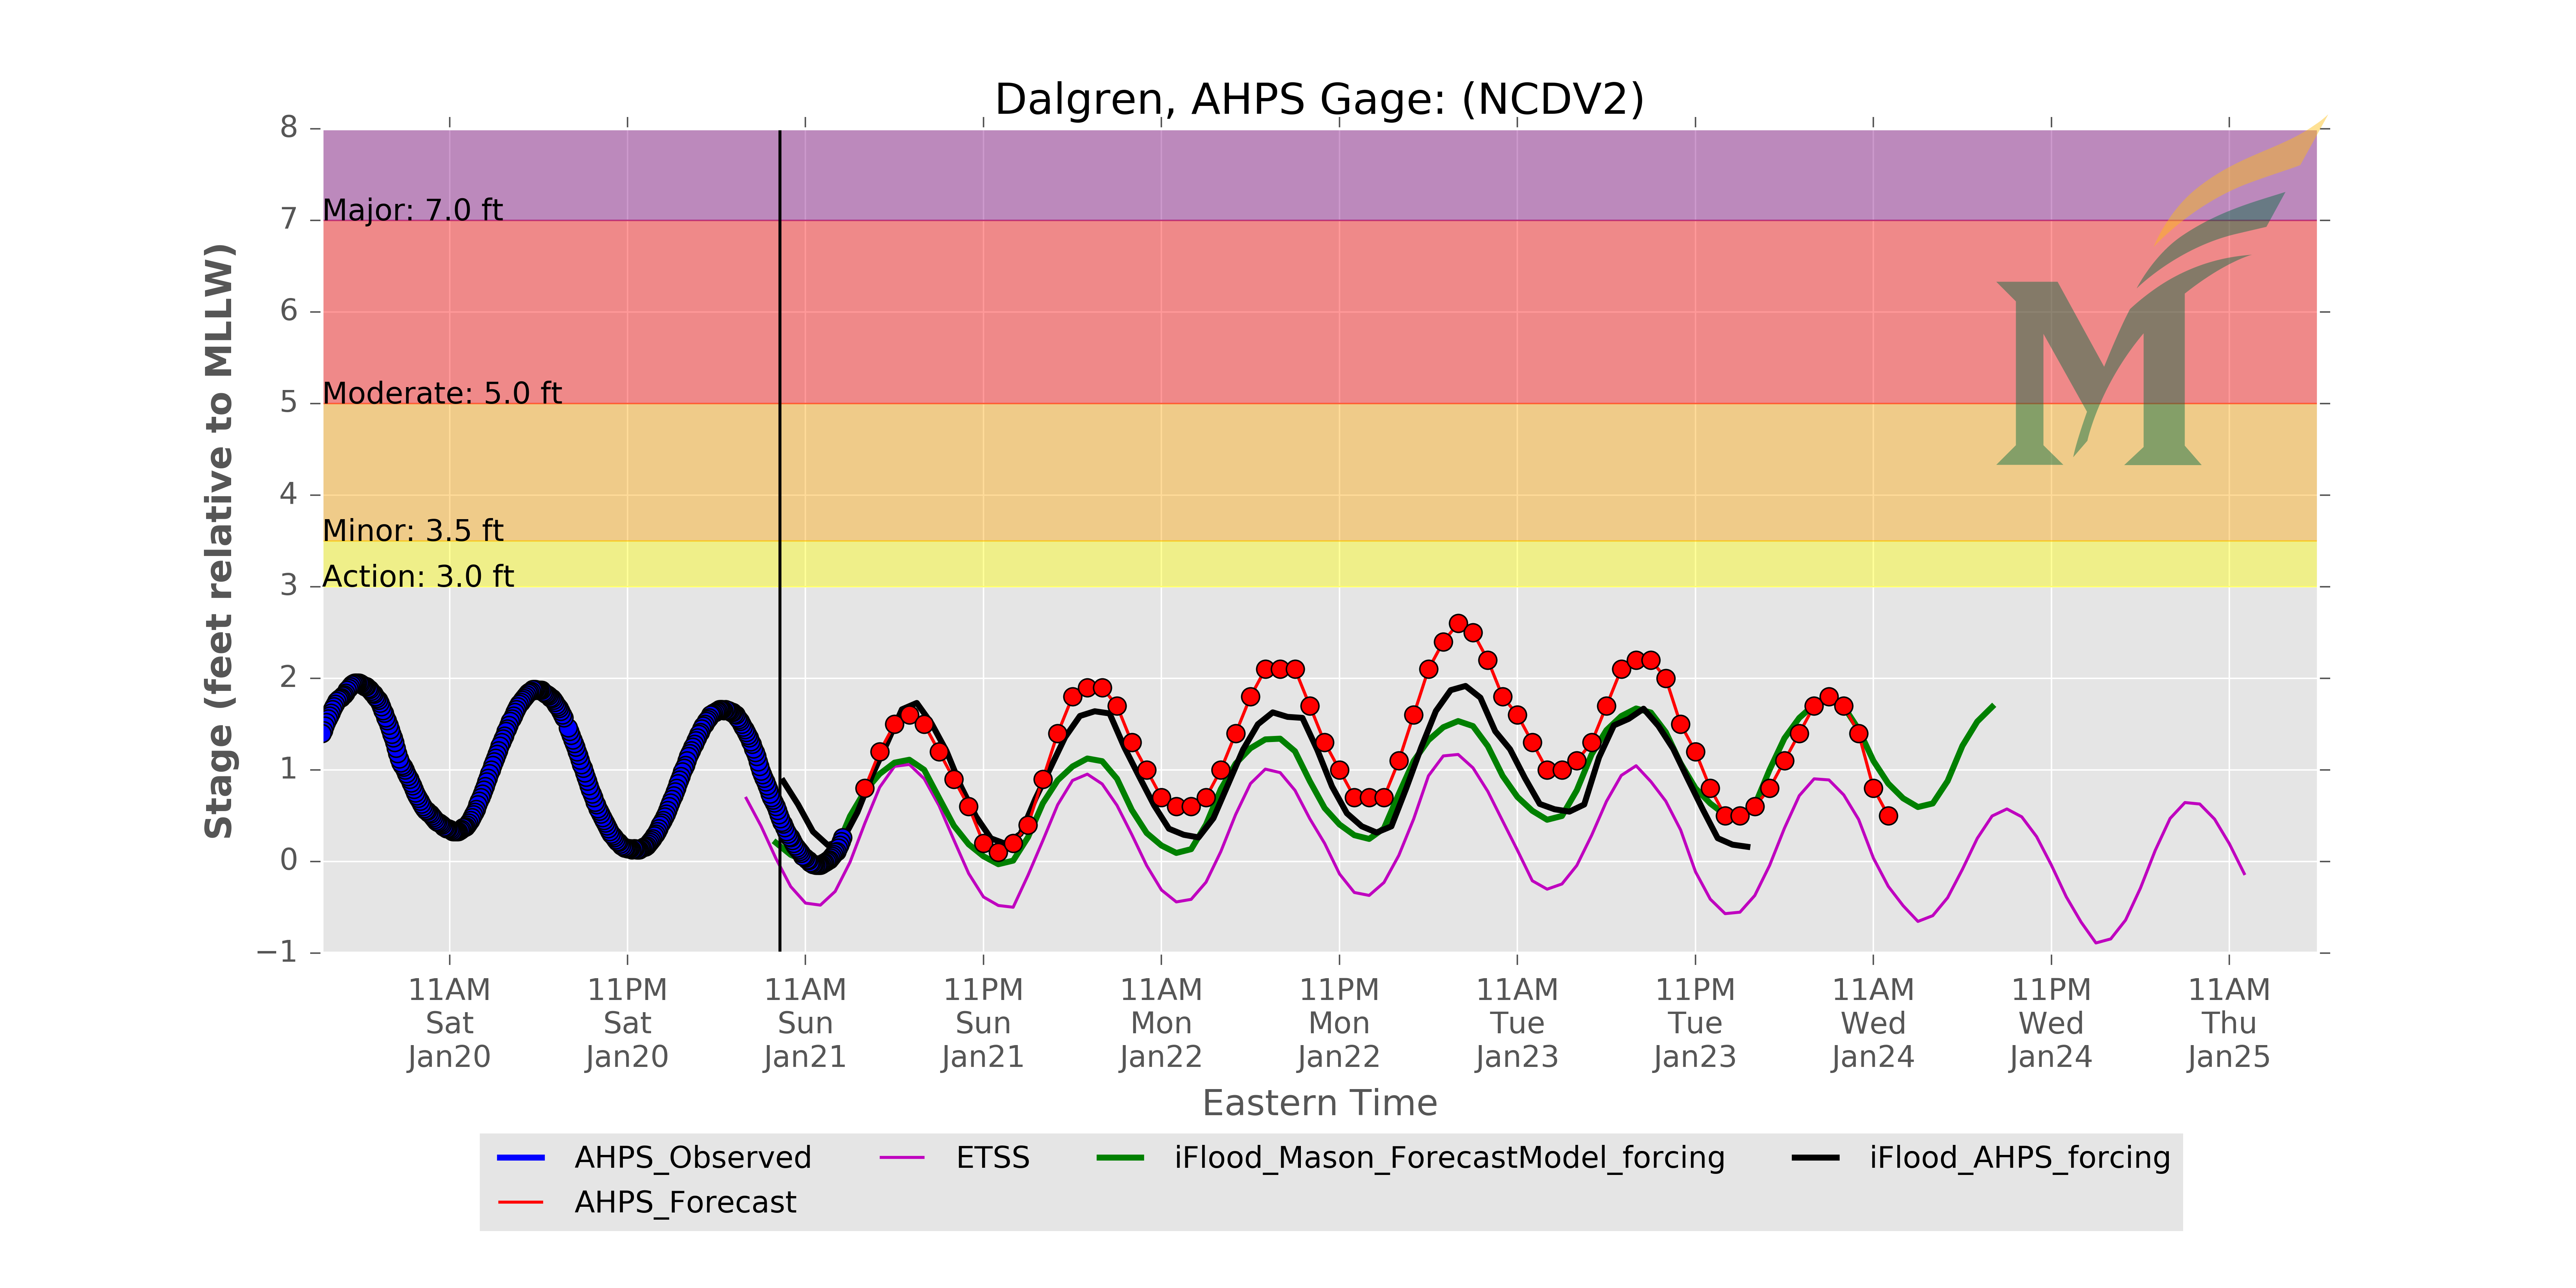 Dalgren, AHPS Gage: (NCDV2)
Stage (feet relative to MLLW)
8
7
6
5
4
3
2
1
0
−1
Major: 7.0 ft
Moderate: 5.0 ft
Minor: 3.5 ft
Action: 3.0 ft
M
11AM 11PM 11AM 11PM 11AM 11PM 11AM 11PM 11AM 11PM 11AM
Sat Sat Sun Sun Mon Mon Tue Tue Wed Wed Thu
Jan20 Jan20 Jan21 Jan21 Jan22 Jan22 Jan23 Jan23 Jan24 Jan24 Jan25
Eastern Time
AHPS_Observed ETSS iFlood_Mason_ForecastModel_forcing iFlood_AHPS_forcing
AHPS_Forecast